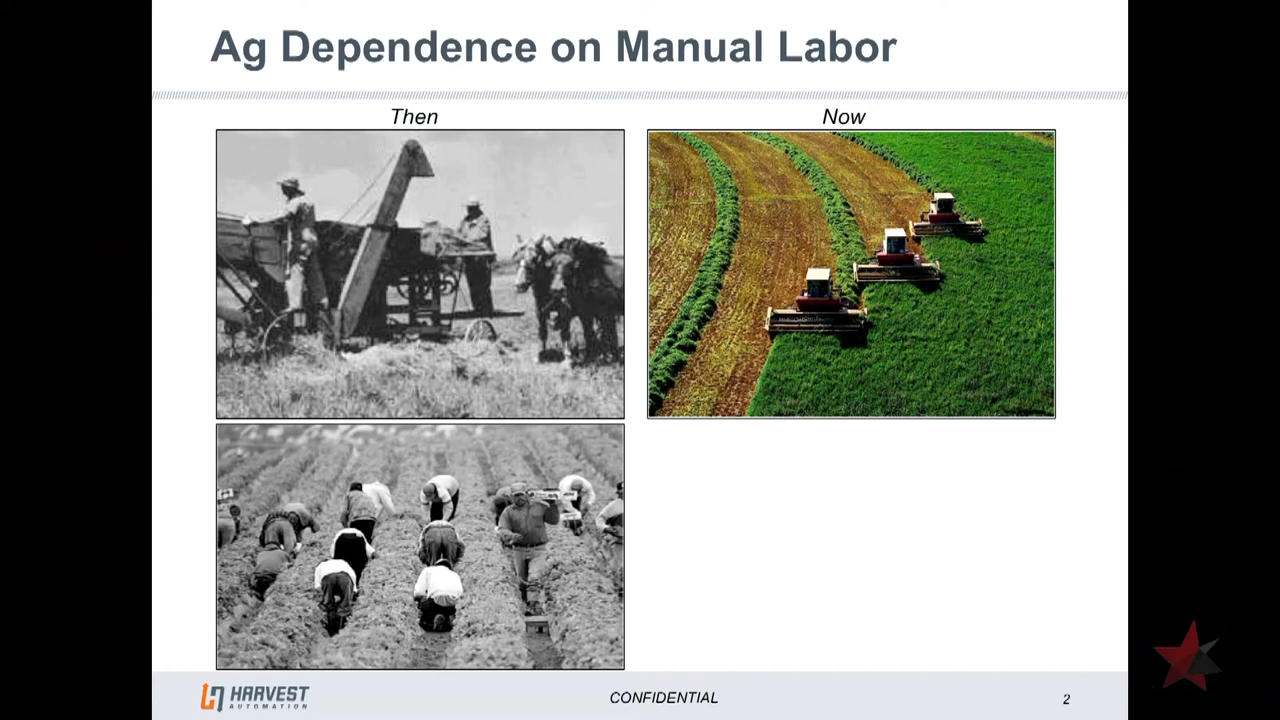 Ag Dependence on Manual Labor
Then
Now
HARVEST
AUTOMATION
CONFIDENTIAL
2